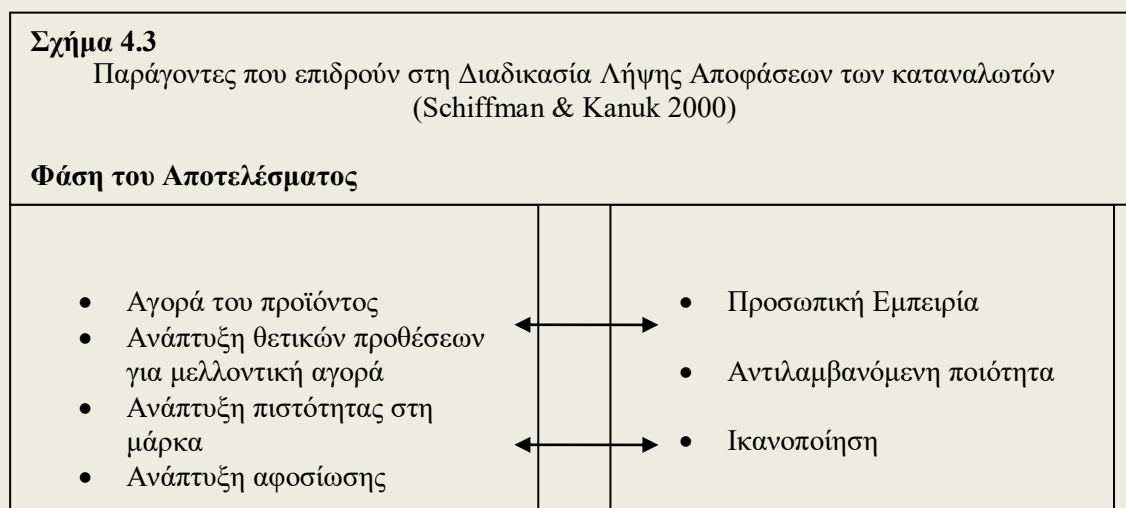 Σχήμα 4.3
Παράγοντες που επιδρούν στη Διαδικασία Λήψης Αποφάσεων των καταναλωτών
(Schiffman & Kanuk 2000)
Φάση του Αποτελέσματος
• Αγορά του προϊόντος
• Ανάπτυξη θετικών προθέσεων
για μελλοντική αγορά
• Ανάπτυξη πιστότητας στη
μάρκα
• Ανάπτυξη αφοσίωσης
• Προσωπική Εμπειρία
• Αντιλαμβανόμενη ποιότητα
• Ικανοποίηση